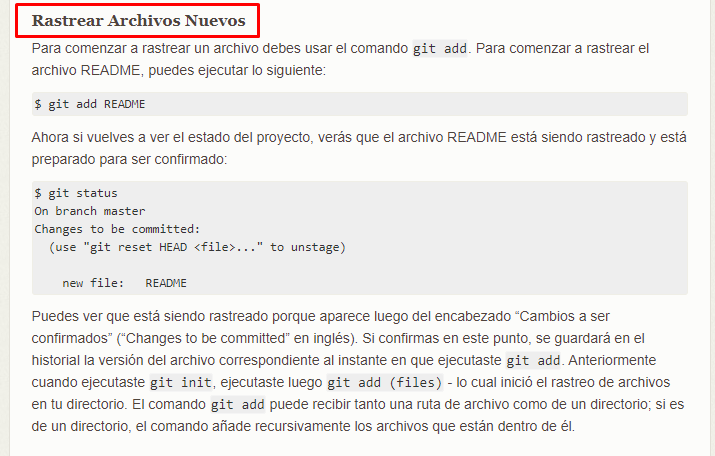 Rastrear Archivos Nuevos
Para comenzar a rastrear un archivo debes usar el comando git add. Para comenzar a rastrear el
archivo README, puedes ejecutar lo siguiente:
$ git add README
Ahora si vuelves a ver el estado del proyecto, verás que el archivo README está siendo rastreado y está
preparado para ser confirmado:
$ git status
On branch master
Changes to be committed:
  (use "git reset HEAD <file>..." to unstage)
    new file:   README
Puedes ver que está siendo rastreado porque aparece luego del encabezado “Cambios a ser
confirmados” (“Changes to be committed” en inglés). Si confirmas en este punto, se guardará en el
historial la versión del archivo correspondiente al instante en que ejecutaste git add. Anteriormente
cuando ejecutaste git init, ejecutaste luego git add (files) - lo cual inició el rastreo de archivos
en tu directorio. El comando git add puede recibir tanto una ruta de archivo como de un directorio; si es
de un directorio, el comando añade recursivamente los archivos que están dentro de él.